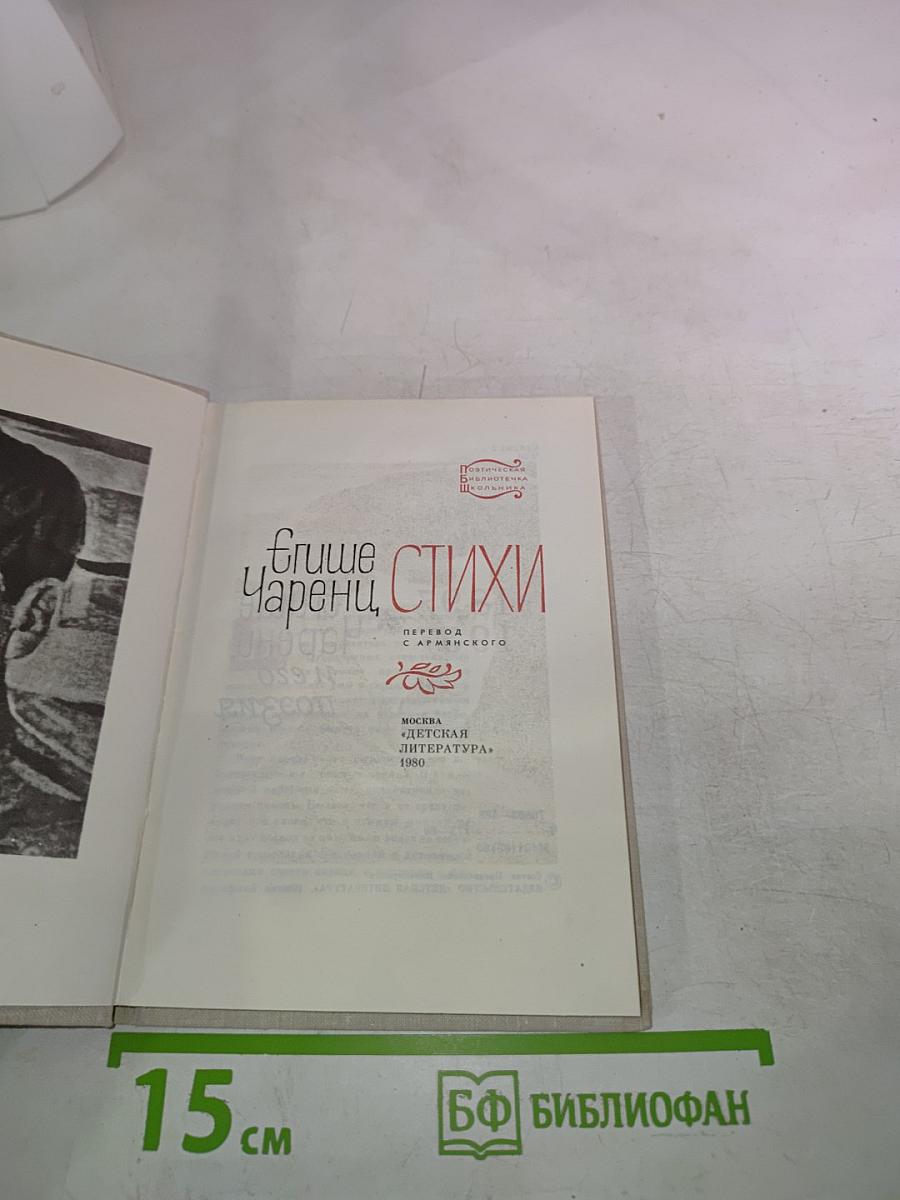 Поэтическая
Библиотечка
Школьника
Егише
Чаренц
СТИХИ
ПЕРЕВОД
С АРМЯНСКОГО
МОСКВА
«ДЕТСКАЯ
ЛИТЕРАТУРА»
1980
15 см
БФ БИБЛИОФАН